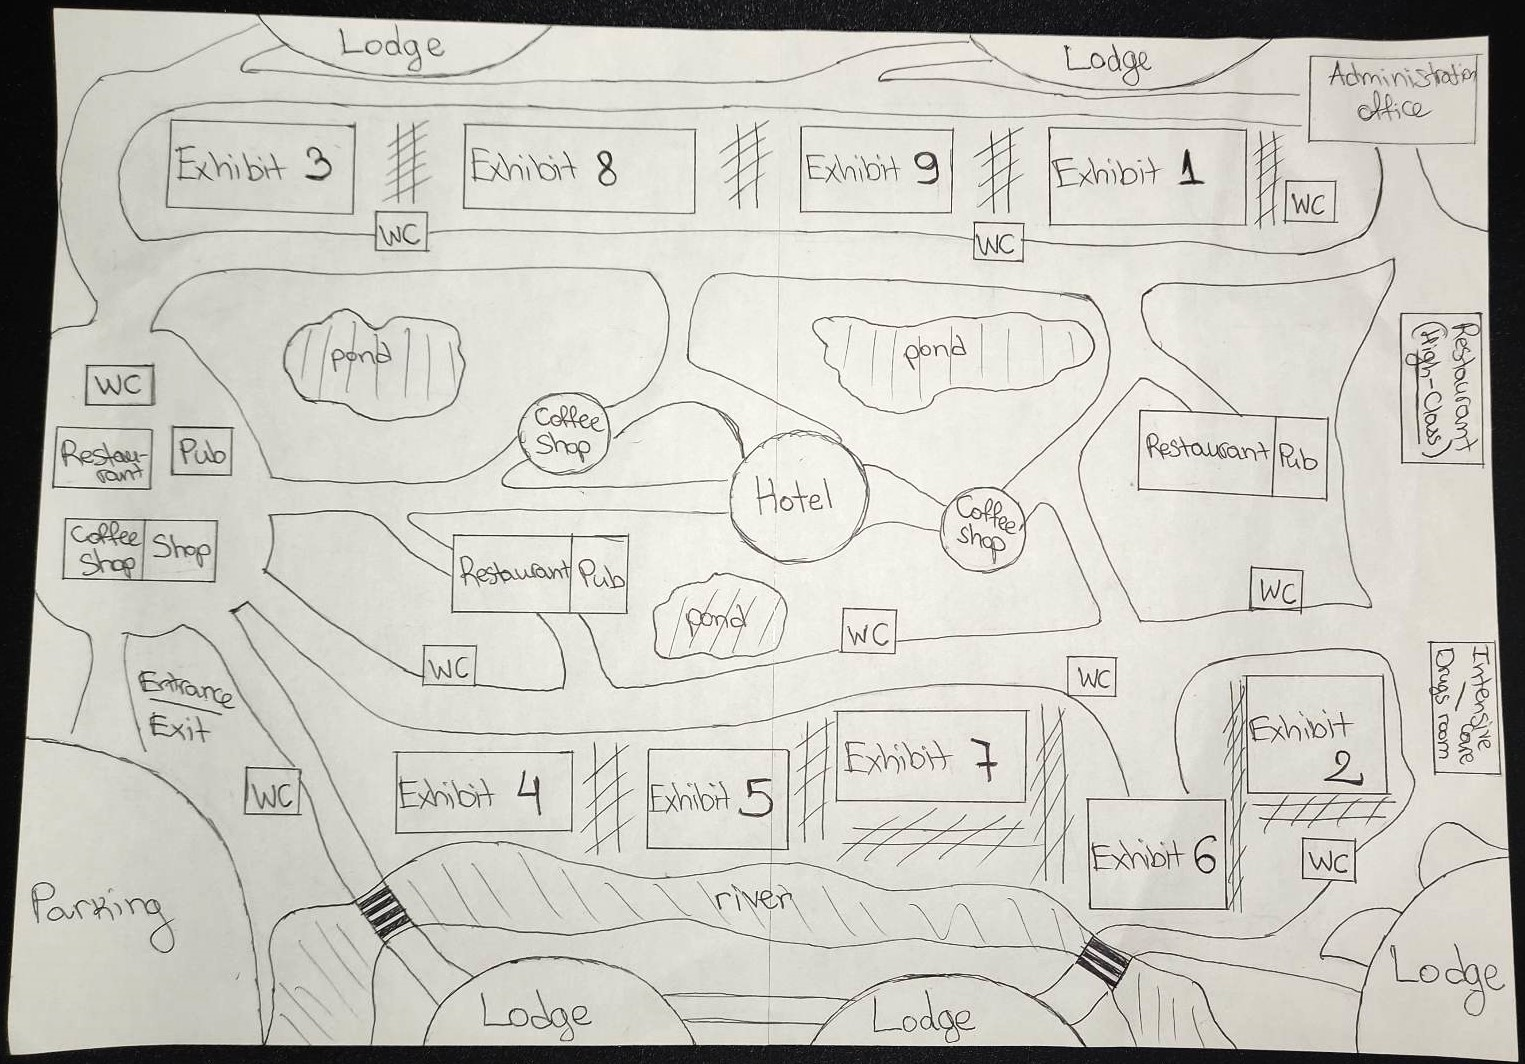 Lodge
Lodge
Administration
office
Exhibit 3
Exhibit 8
Exhibit 9
Exhibit 1
WC
WC
WC
pond
pond
WC
Restaurant
(High-Class)
Coffee
Shop
Restau-
rant
Pub
Restaurant
Pub
Hotel
Coffee
Shop
Shop
Coffee
shop
Restaurant
Pub
pond
WC
WC
WC
WC
Entrance
Exit
Intensive
Care
Drugs room
Exhibit
2
Exhibit 4
Exhibit 5
Exhibit 7
WC
Exhibit 6
WC
Parking
river
Lodge
Lodge
Lodge